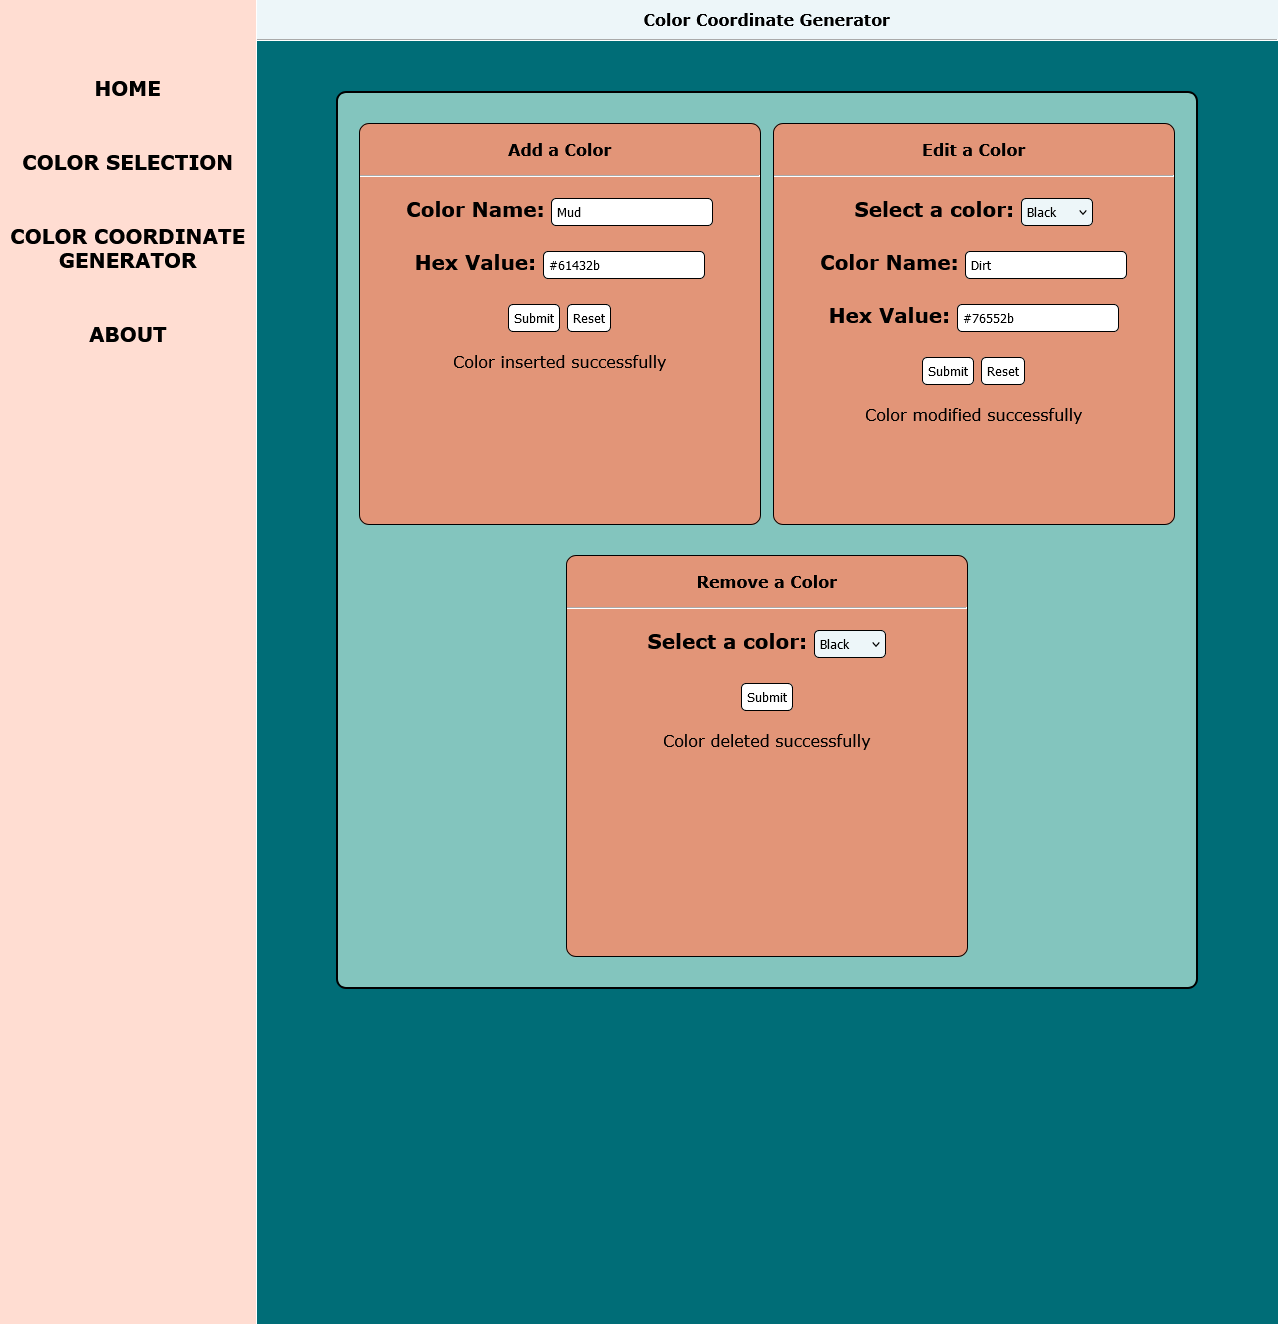 Color Coordinate Generator
HOME
COLOR SELECTION
COLOR COORDINATE
GENERATOR
ABOUT
Add a Color
Color Name: Mud
Hex Value: #61432b
Submit Reset
Color inserted successfully
Edit a Color
Select a color: Black
Color Name: Dirt
Hex Value: #76552b
Submit Reset
Color modified successfully
Remove a Color
Select a color: Black
Submit
Color deleted successfully